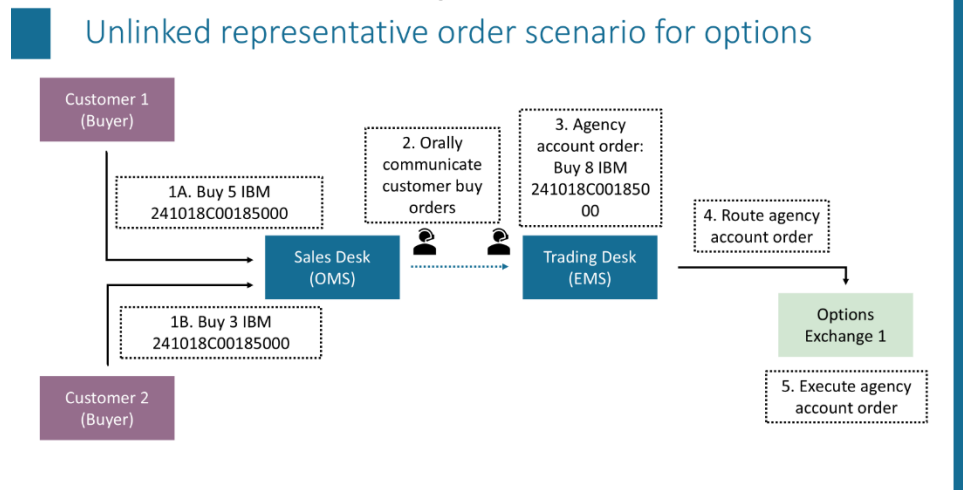 Unlinked representative order scenario for options
Customer 1
(Buyer)
1A. Buy 5 IBM
241018C00185000
2. Orally
communicate
customer buy
orders
3. Agency
account order:
Buy 8 IBM
241018C001850
00
4. Route agency
account order
Sales Desk
(OMS)
Trading Desk
(EMS)
1B. Buy 3 IBM
241018C00185000
Options
Exchange 1
Customer 2
(Buyer)
5. Execute agency
account order